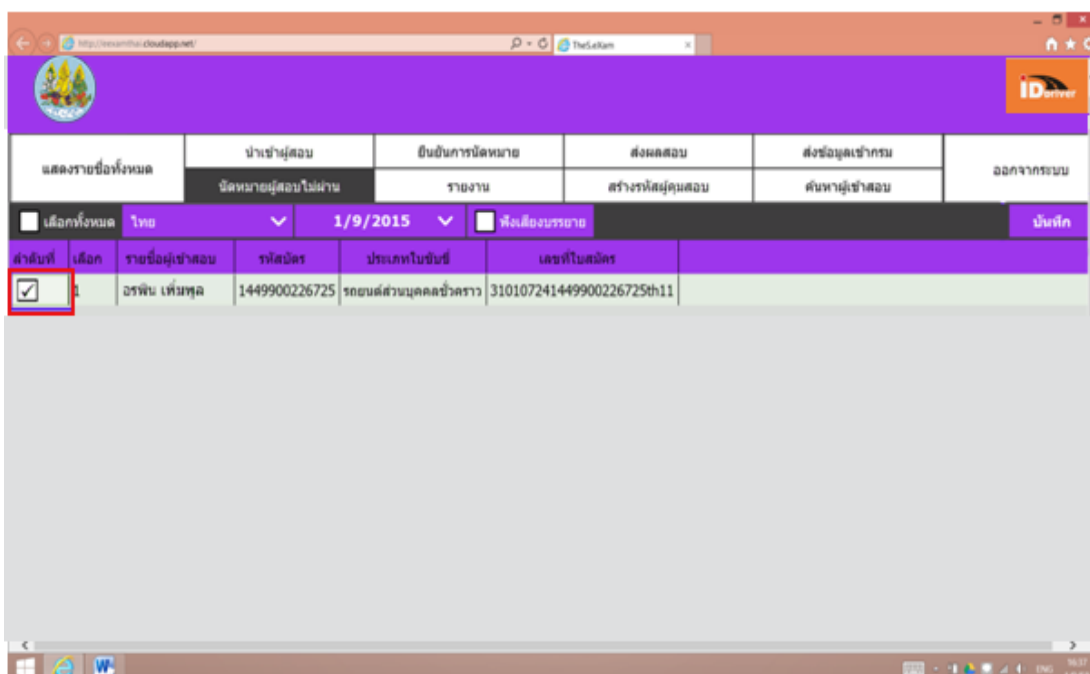 http://eexamthai.cloudapp.net/
TheS.eXam
IDdriver
แสดงรายชื่อทั้งหมด
นำเข้าผู้สอบ
ยืนยันการนัดหมาย
ส่งผลสอบ
ส่งข้อมูลเข้ากรม
ออกจากระบบ
นัดหมายผู้สอบไม่ผ่าน
รายงาน
สร้างรหัสผู้คุมสอบ
ค้นหาผู้เข้าสอบ
เลือกทั้งหมด ไทย 1/9/2015 ฟังเสียงบรรยาย บันทึก
ลำดับที่ เลือก รายชื่อผู้เข้าสอบ รหัสบัตร ประเภทใบขับขี่ เลขที่ใบสมัคร
1 อรพิน เพิ่มพูล 1449900226725 รถยนต์ส่วนบุคคลชั่วคราว 310107241449900226725th11
ENG 16:37